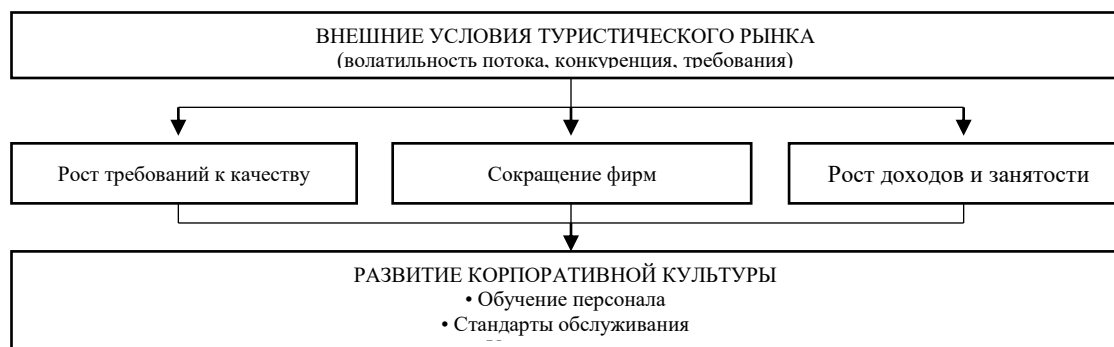 ВНЕШНИЕ УСЛОВИЯ ТУРИСТИЧЕСКОГО РЫНКА
(волатильность потока, конкуренция, требования)
Рост требований к качеству
Сокращение фирм
Рост доходов и занятости
РАЗВИТИЕ КОРПОРАТИВНОЙ КУЛЬТУРЫ
• Обучение персонала
• Стандарты обслуживания